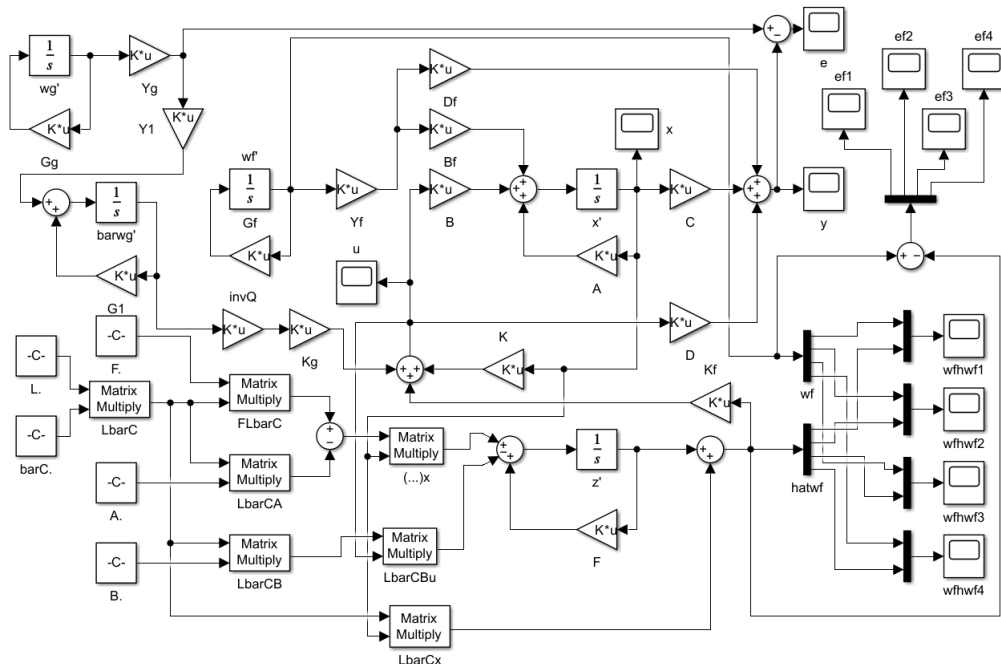 ef2
ef4
1
s
wg'
K*u
Yg
e
ef1
ef3
K*u
Gg
Y1
K*u
K*u
Df
x
wf'
1
s
Gf
K*u
Yf
K*u
Bf
K*u
B
1
s
x'
K*u
C
y
1
s
barwg'
K*u
u
K*u
A
K*u
G1
invQ
K*u
K*u
Kg
K
K*u
K*u
D
Kf
K*u
-C-
F.
-C-
L.
Matrix
Multiply
LbarC
Matrix
Multiply
FLbarC
-C-
barC.
Matrix
Multiply
(...)x
1
s
z'
wf
wfhwf1
wfhwf2
hatwf
-C-
A.
Matrix
Multiply
LbarCA
K*u
F
wfhwf3
-C-
B.
Matrix
Multiply
LbarCB
Matrix
Multiply
LbarCBu
wfhwf4
Matrix
Multiply
LbarCx